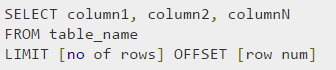 SELECT column1, column2, columnN
FROM table_name
LIMIT [no of rows] OFFSET [row num]